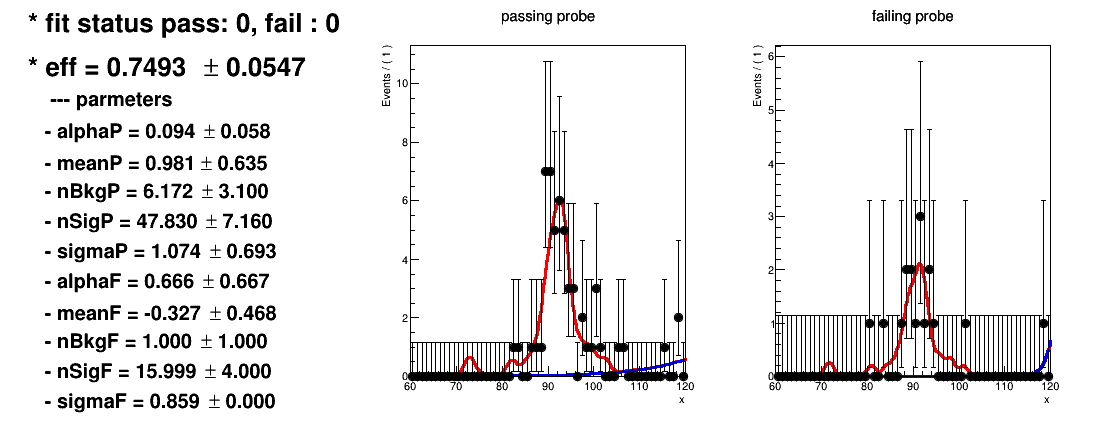 * fit status pass: 0, fail : 0
* eff = 0.7493 ± 0.0547
--- parmeters
- alphaP = 0.094 ± 0.058
- meanP = 0.981 ± 0.635
- nBkgP = 6.172 ± 3.100
- nSigP = 47.830 ± 7.160
- sigmaP = 1.074 ± 0.693
- alphaF = 0.666 ± 0.667
- meanF = -0.327 ± 0.468
- nBkgF = 1.000 ± 1.000
- nSigF = 15.999 ± 4.000
- sigmaF = 0.859 ± 0.000
passing probe
Events / ( 1 )
10
8
6
4
2
0
60 70 80 90 100 110 120
x
failing probe
Events / ( 1 )
6
5
4
3
2
1
0
60 70 80 90 100 110 120
x